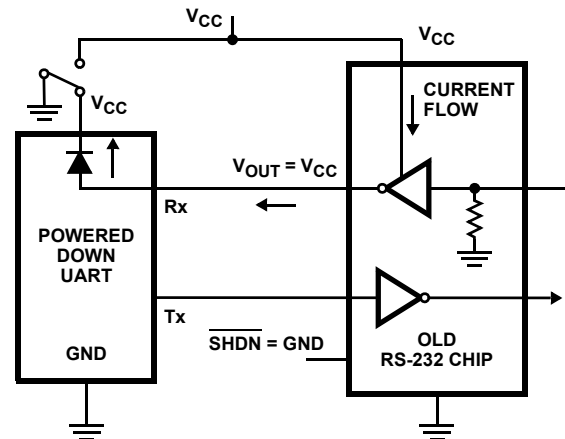 VCC
VCC
VCC
CURRENT
FLOW
VOUT = VCC
Rx
POWERED
DOWN
UART
Tx
SHDN = GND
GND
OLD
RS-232 CHIP